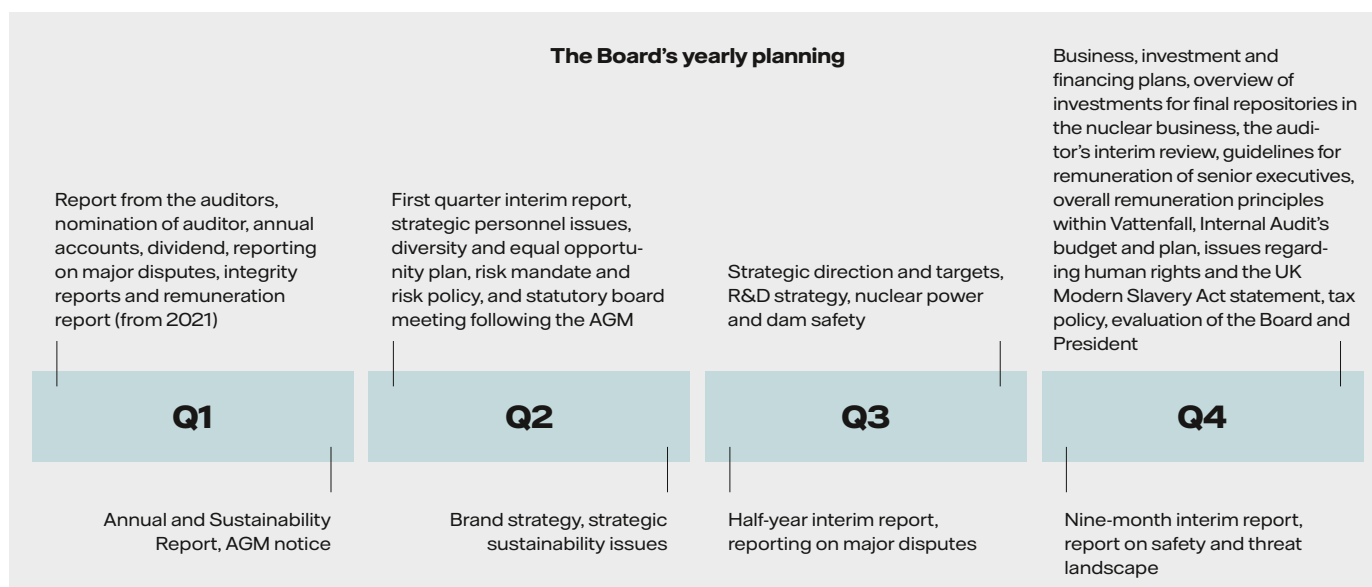 The Board's yearly planning
Report from the auditors,
nomination of auditor, annual
accounts, dividend, reporting
on major disputes, integrity
reports and remuneration
report (from 2021)
First quarter interim report,
strategic personnel issues,
diversity and equal opportu-
nity plan, risk mandate and
risk policy, and statutory board
meeting following the AGM
Strategic direction and targets,
R&D strategy, nuclear power
and dam safety
Business, investment and
financing plans, overview of
investments for final repositories in
the nuclear business, the audi-
tor's interim review, guidelines for
remuneration of senior executives,
overall remuneration principles
within Vattenfall, Internal Audit's
budget and plan, issues regard-
ing human rights and the UK
Modern Slavery Act statement, tax
policy, evaluation of the Board and
President
Q1
Q2
Q3
Q4
Annual and Sustainability
Report, AGM notice
Brand strategy, strategic
sustainability issues
Half-year interim report,
reporting on major disputes
Nine-month interim report,
report on safety and threat
landscape